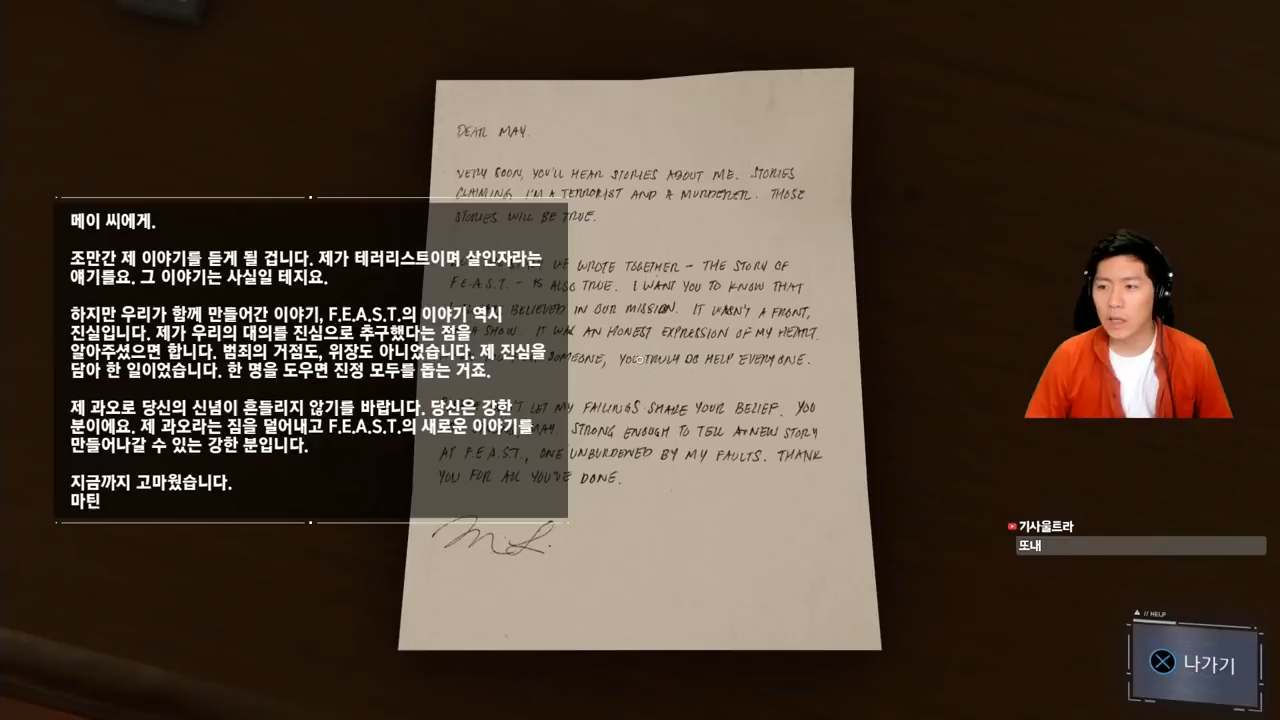 DEAR MAY.
VERY SOON, YOU'LL HEAR STORIES ABOUT ME. STORIES
CLAIMING I'M A TERRORIST AND A MURDERER. THOSE
STORIES WILL BE TRUE.
WE WROTE TOGETHER - THE STORY OF
F.E.A.S.T. - IS ALSO TRUE. I WANT YOU TO KNOW THAT
BELIEVED IN OUR MISSION. IT WASN'T A FRONT,
SHOW. IT WAS AN HONEST EXPRESSION OF MY HEART.
SOMEONE, YOU TRULY DO HELP EVERYONE.
LET MY FAILINGS SHAKE YOUR BELIEF. YOU
MAY. STRONG ENOUGH TO TELL A NEW STORY
AT F.E.A.S.T., ONE UNBURDENED BY MY FAULTS. THANK
YOU FOR ALL YOU'VE DONE.
M.L.
메이 씨에게.
조만간 제 이야기를 듣게 될 겁니다. 제가 테러리스트이며 살인자라는
얘기들요. 그 이야기는 사실일 테지요.
하지만 우리가 함께 만들어간 이야기, F.E.A.S.T.의 이야기 역시
진실입니다. 제가 우리의 대의를 진심으로 추구했다는 점을
알아주셨으면 합니다. 범죄의 거점도, 위장도 아니었습니다. 제 진심을
담아 한 일이었습니다. 한 명을 도우면 진정 모두를 돕는 거죠.
제 과오로 당신의 신념이 흔들리지 않기를 바랍니다. 당신은 강한
분이에요. 제 과오라는 짐을 덜어내고 F.E.A.S.T.의 새로운 이야기를
만들어나갈 수 있는 강한 분입니다.
지금까지 고마웠습니다.
마틴
기사울트라
또내
// HELP
나가기